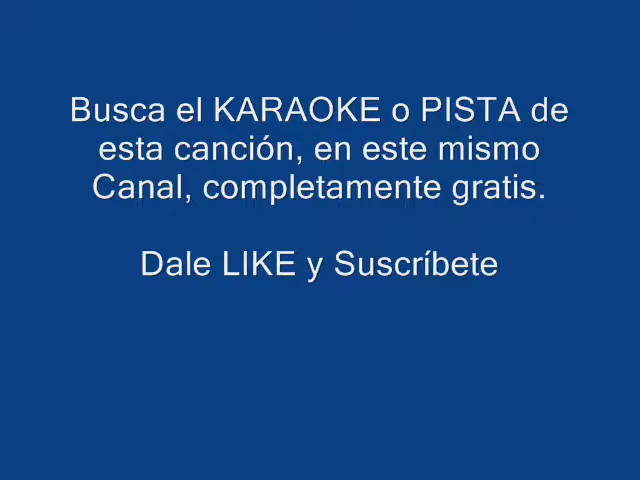 Busca el KARAOKE o PISTA de
esta canción, en este mismo
Canal, completamente gratis.
Dale LIKE y Suscríbete